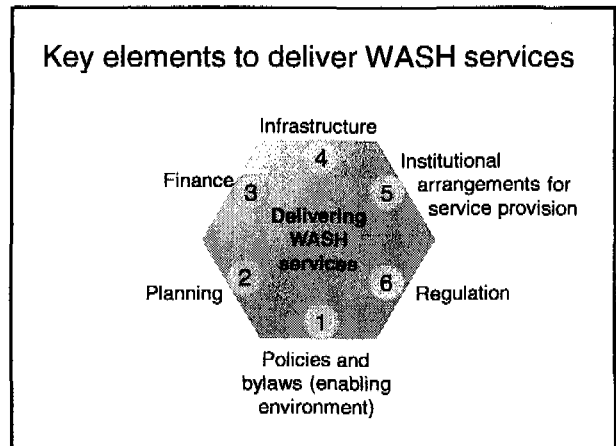 Key elements to deliver WASH services
Infrastructure
4
Institutional
arrangements for
service provision
5
Finance
3
Delivering
WASH
services
2
Planning
6
Regulation
1
Policies and
bylaws (enabling
environment)